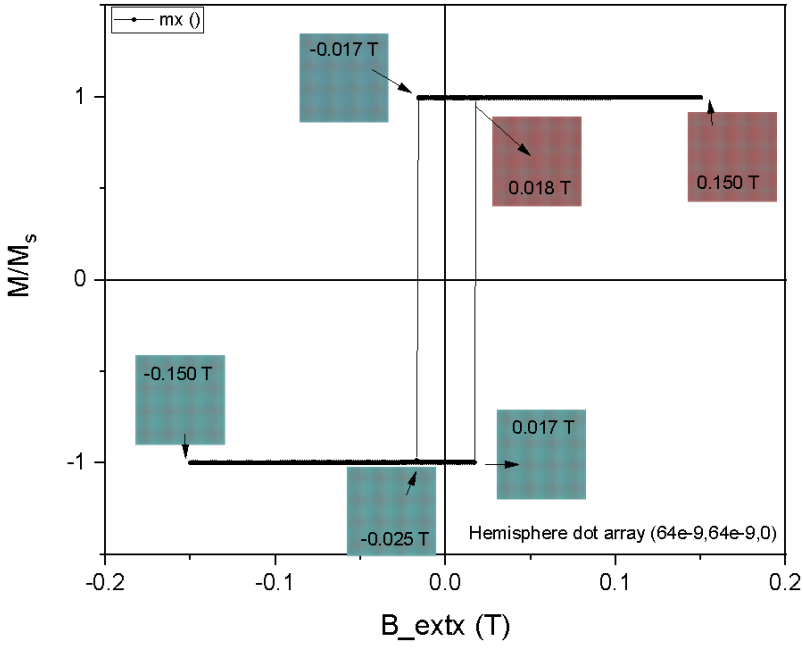 mx ()
-0.017 T
1
0.018 T
0.150 T
M/Ms
0
-0.150 T
0.017 T
-1
-0.025 T
Hemisphere dot array (64e-9,64e-9,0)
-0.2 -0.1 0.0 0.1 0.2
B_extx (T)